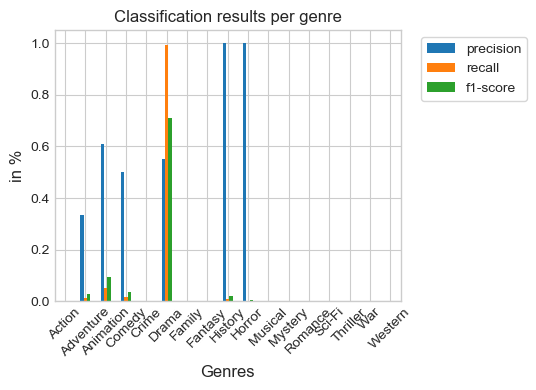 Classification results per genre
precision
recall
f1-score
in %
1.0
0.8
0.6
0.4
0.2
0.0
Action
Adventure
Animation
Comedy
Crime
Drama
Family
Fantasy
History
Horror
Musical
Mystery
Romance
Sci-Fi
Thriller
War
Western
Genres